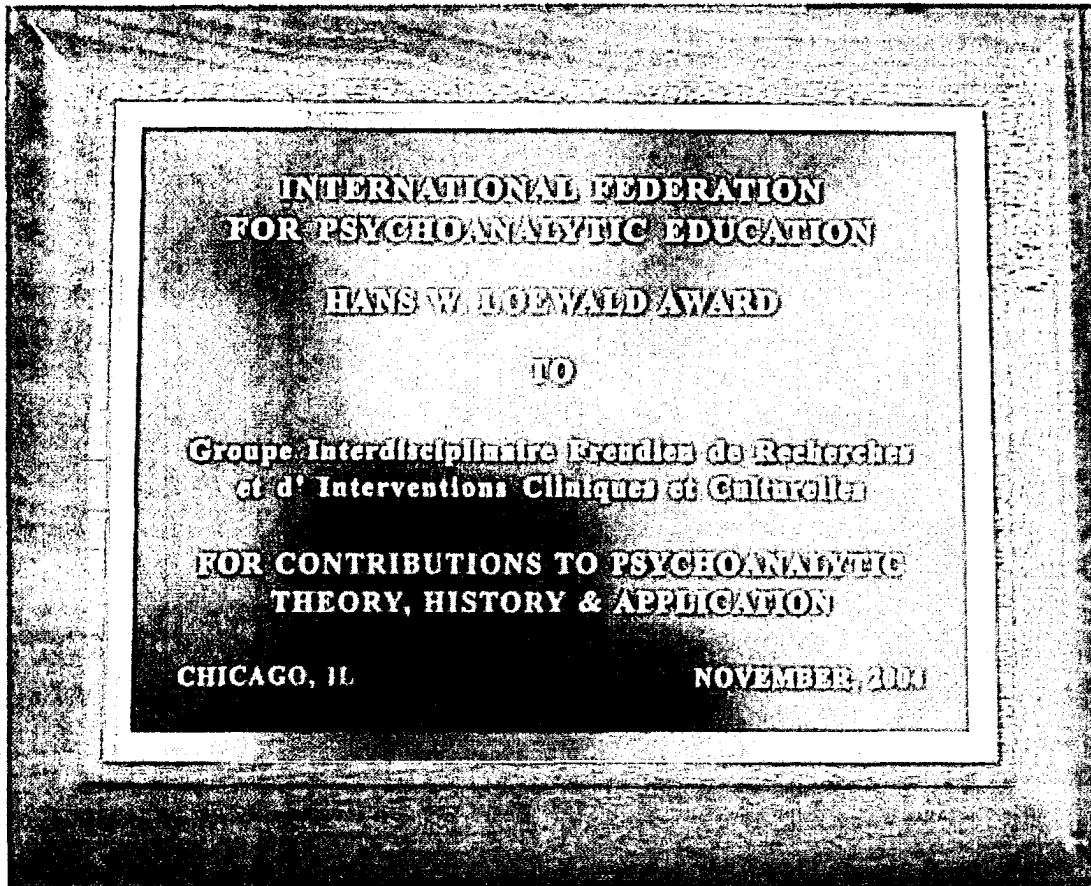 INTERNATIONAL FEDERATION
FOR PSYCHOANALYTIC EDUCATION
HANS W. LOEWALD AWARD
TO
Groupe Interdisciplinaire Freudien de Recherches
et d' Interventions Cliniques et Culturelles
FOR CONTRIBUTIONS TO PSYCHOANALYTIC
THEORY, HISTORY & APPLICATION
CHICAGO, IL NOVEMBER, 2004